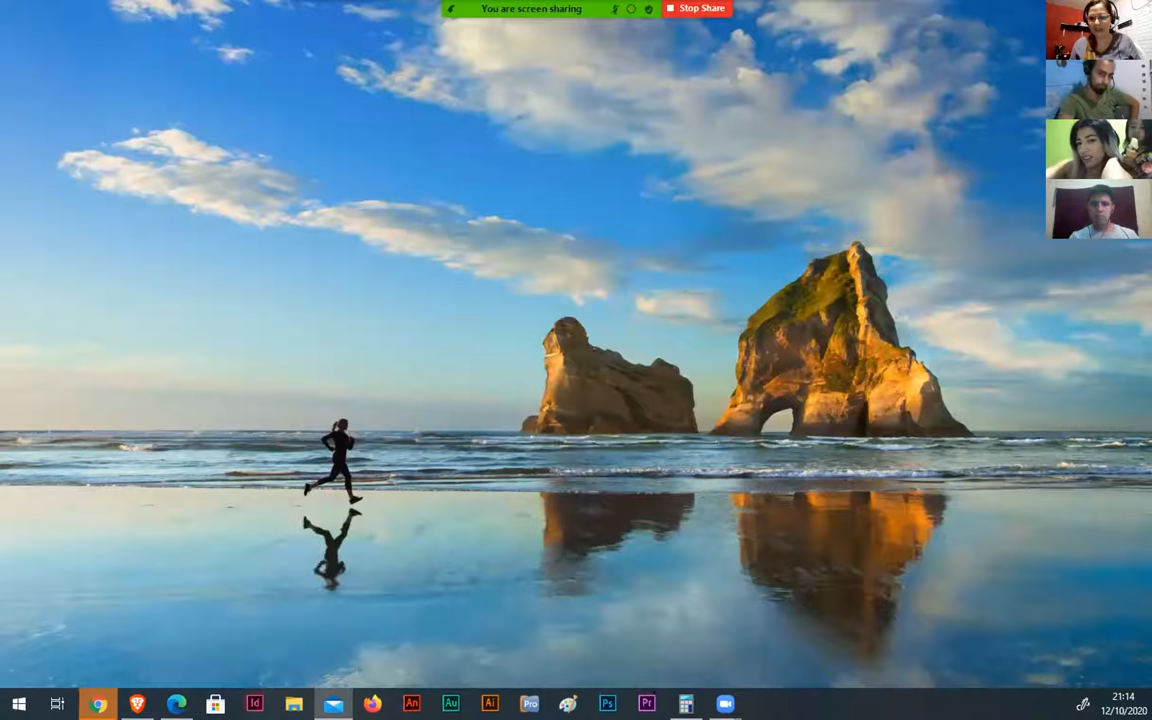 You are screen sharing
Stop Share
Id
An
Au
Ai
Pro
Ps
Pr
21:14
12/10/2020